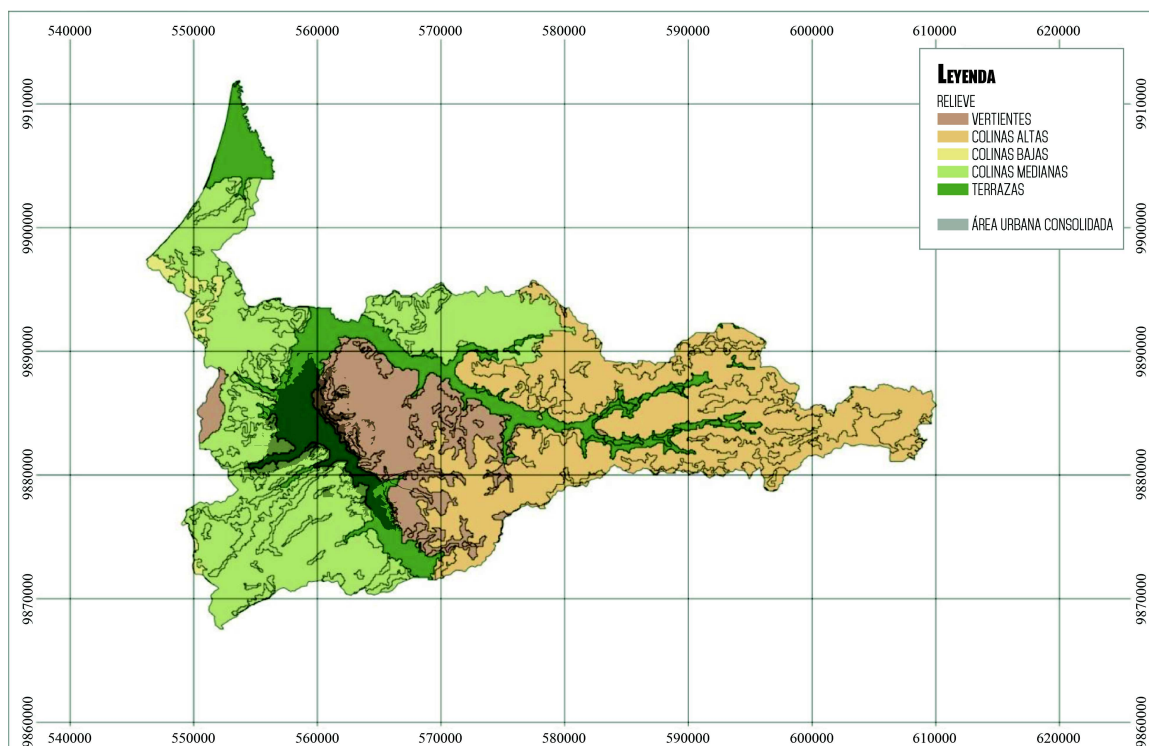 540000 550000 560000 570000 580000 590000 600000 610000 620000
9910000
9900000
9890000
9880000
9870000
9860000
LEYENDA
RELIEVE
VERTIENTES
COLINAS ALTAS
COLINAS BAJAS
COLINAS MEDIANAS
TERRAZAS
ÁREA URBANA CONSOLIDADA
9910000
9900000
9890000
9880000
9870000
9860000
540000 550000 560000 570000 580000 590000 600000 610000 620000